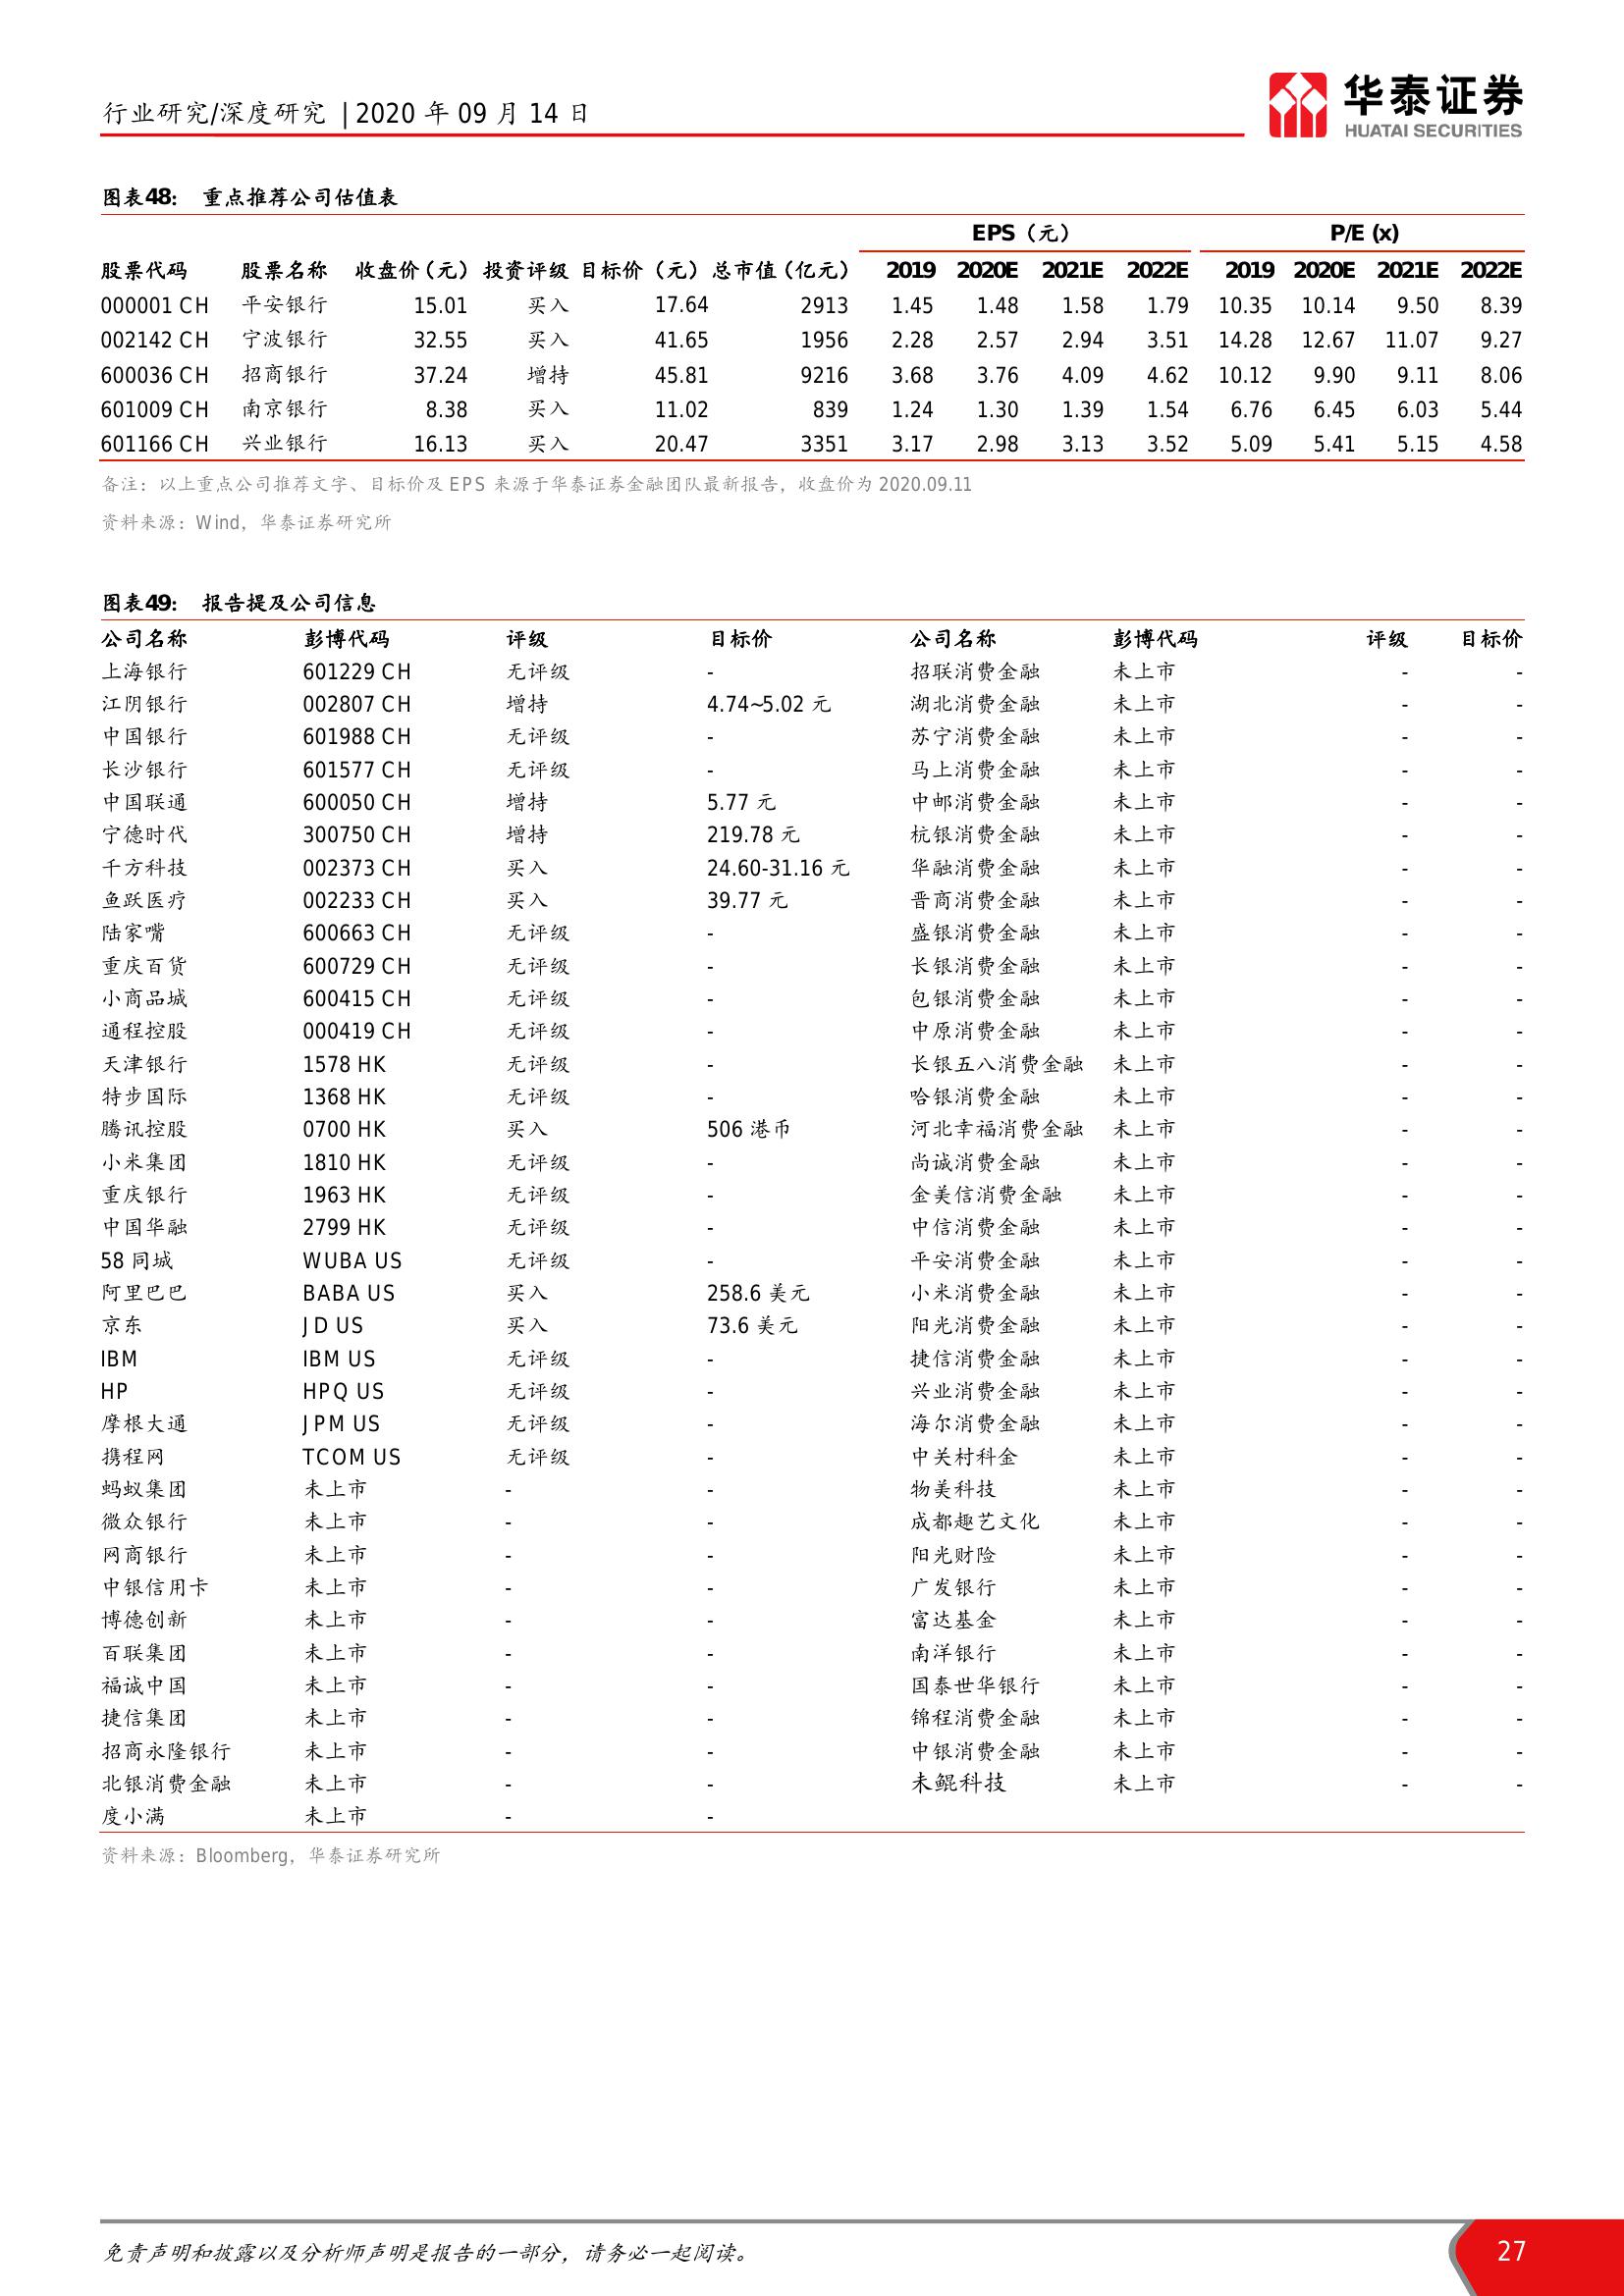 行业研究/深度研究 | 2020 年 09 月 14 日
华泰证券
HUATAI SECURITIES
图表48： 重点推荐公司估值表
EPS（元） P/E (x)
股票代码 股票名称 收盘价（元） 投资评级 目标价（元） 总市值（亿元） 2019 2020E 2021E 2022E 2019 2020E 2021E 2022E
000001 CH 平安银行 15.01 买入 17.64 2913 1.45 1.48 1.58 1.79 10.35 10.14 9.50 8.39
002142 CH 宁波银行 32.55 买入 41.65 1956 2.28 2.57 2.94 3.51 14.28 12.67 11.07 9.27
600036 CH 招商银行 37.24 增持 45.81 9216 3.68 3.76 4.09 4.62 10.12 9.90 9.11 8.06
601009 CH 南京银行 8.38 买入 11.02 839 1.24 1.30 1.39 1.54 6.76 6.45 6.03 5.44
601166 CH 兴业银行 16.13 买入 20.47 3351 3.17 2.98 3.13 3.52 5.09 5.41 5.15 4.58
备注：以上重点公司推荐文字、目标价及 EPS 来源于华泰证券金融团队最新报告，收盘价为 2020.09.11
资料来源：Wind，华泰证券研究所
图表49： 报告提及公司信息
公司名称 彭博代码 评级 目标价 公司名称 彭博代码 评级 目标价
上海银行 601229 CH 无评级 - 招联消费金融 未上市 - -
江阴银行 002807 CH 增持 4.74~5.02 元 湖北消费金融 未上市 - -
中国银行 601988 CH 无评级 - 苏宁消费金融 未上市 - -
长沙银行 601577 CH 无评级 - 马上消费金融 未上市 - -
中国联通 600050 CH 增持 5.77 元 中邮消费金融 未上市 - -
宁德时代 300750 CH 增持 219.78 元 杭银消费金融 未上市 - -
千方科技 002373 CH 买入 24.60-31.16 元 华融消费金融 未上市 - -
鱼跃医疗 002233 CH 买入 39.77 元 晋商消费金融 未上市 - -
陆家嘴 600663 CH 无评级 - 盛银消费金融 未上市 - -
重庆百货 600729 CH 无评级 - 长银消费金融 未上市 - -
小商品城 600415 CH 无评级 - 包银消费金融 未上市 - -
通程控股 000419 CH 无评级 - 中原消费金融 未上市 - -
天津银行 1578 HK 无评级 - 长银五八消费金融 未上市 - -
特步国际 1368 HK 无评级 - 哈银消费金融 未上市 - -
腾讯控股 0700 HK 买入 506 港币 河北幸福消费金融 未上市 - -
小米集团 1810 HK 无评级 - 尚诚消费金融 未上市 - -
重庆银行 1963 HK 无评级 - 金美信消费金融 未上市 - -
中国华融 2799 HK 无评级 - 中信消费金融 未上市 - -
58 同城 WUBA US 无评级 - 平安消费金融 未上市 - -
阿里巴巴 BABA US 买入 258.6 美元 小米消费金融 未上市 - -
京东 JD US 买入 73.6 美元 阳光消费金融 未上市 - -
IBM IBM US 无评级 - 捷信消费金融 未上市 - -
HP HPQ US 无评级 - 兴业消费金融 未上市 - -
摩根大通 JPM US 无评级 - 海尔消费金融 未上市 - -
携程网 TCOM US 无评级 - 中关村科金 未上市 - -
蚂蚁集团 未上市 - - 物美科技 未上市 - -
微众银行 未上市 - - 成都趣艺文化 未上市 - -
网商银行 未上市 - - 阳光财险 未上市 - -
中银信用卡 未上市 - - 广发银行 未上市 - -
博德创新 未上市 - - 富达基金 未上市 - -
百联集团 未上市 - - 南洋银行 未上市 - -
福诚中国 未上市 - - 国泰世华银行 未上市 - -
捷信集团 未上市 - - 锦程消费金融 未上市 - -
招商永隆银行 未上市 - - 中银消费金融 未上市 - -
北银消费金融 未上市 - - 未鲲科技 未上市 - -
度小满 未上市 - -
资料来源：Bloomberg，华泰证券研究所
免责声明和披露以及分析师声明是报告的一部分，请务必一起阅读。 27